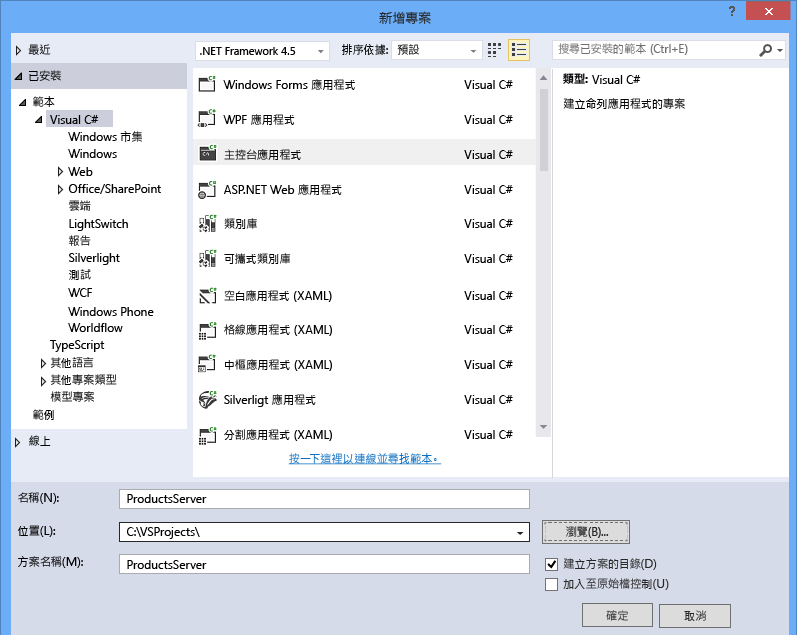 新增專案
?
最近
.NET Framework 4.5
排序依據: 預設
搜尋已安裝的範本 (Ctrl+E)
已安裝
範本
Visual C#
Windows 市集
Windows
Web
Office/SharePoint
雲端
LightSwitch
報告
Silverlight
測試
WCF
Windows Phone
Worldflow
TypeScript
其他語言
其他專案類型
模型專案
範例
線上
Windows Forms 應用程式 Visual C#
WPF 應用程式 Visual C#
主控台應用程式 Visual C#
ASP.NET Web 應用程式 Visual C#
類別庫 Visual C#
可攜式類別庫 Visual C#
空白應用程式 (XAML) Visual C#
格線應用程式 (XAML) Visual C#
中樞應用程式 (XAML) Visual C#
Silverligt 應用程式 Visual C#
分割應用程式 (XAML) Visual C#
按一下這裡以連線並尋找範本。
類型: Visual C#
建立命列應用程式的專案
名稱(N): ProductsServer
位置(L): C:\VSProjects\ 瀏覽(B)...
方案名稱(M): ProductsServer
建立方案的目錄(D)
加入至原始檔控制(U)
確定 取消